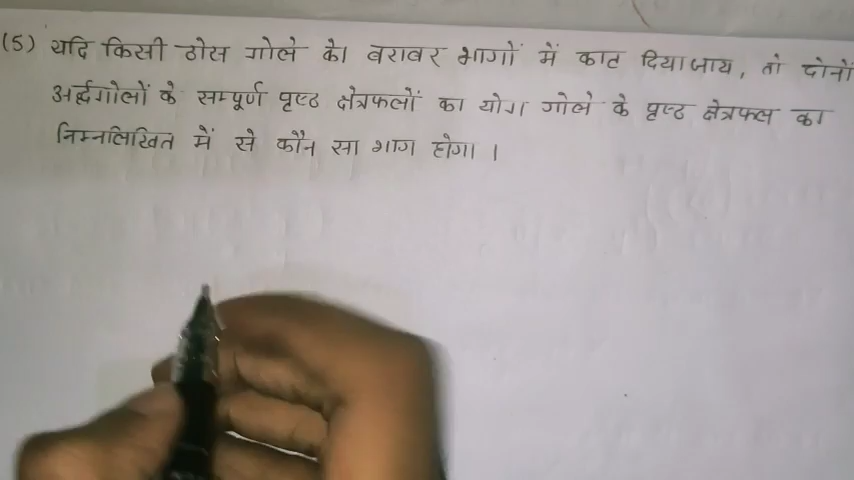 (5) यदि किसी ठोस गोले को बराबर भागों में काट दिया जाय, तो दोनों
अर्द्धगोलों के सम्पूर्ण पृष्ठ क्षेत्रफलों का योग गोले के पृष्ठ क्षेत्रफल का
निम्नलिखित में से कौन सा भाग होगा ।